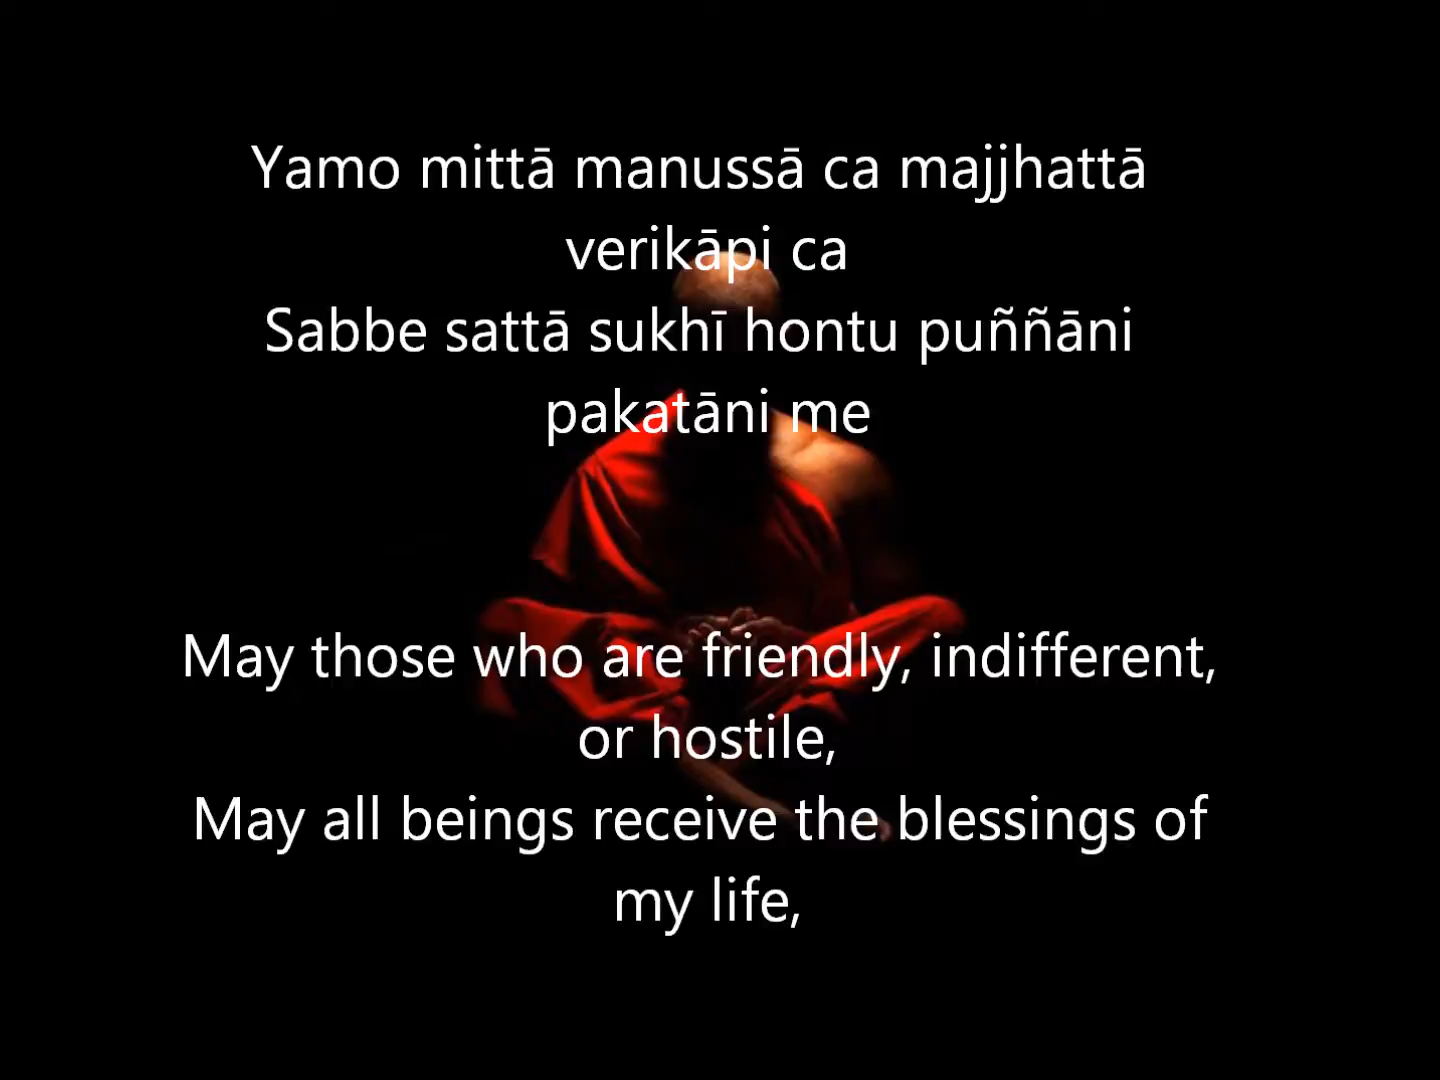 Yamo mittā manussā ca majjhattā
verikāpi ca
Sabbe sattā sukhī hontu puññāni
pakatāni me
May those who are friendly, indifferent,
or hostile,
May all beings receive the blessings of
my life,